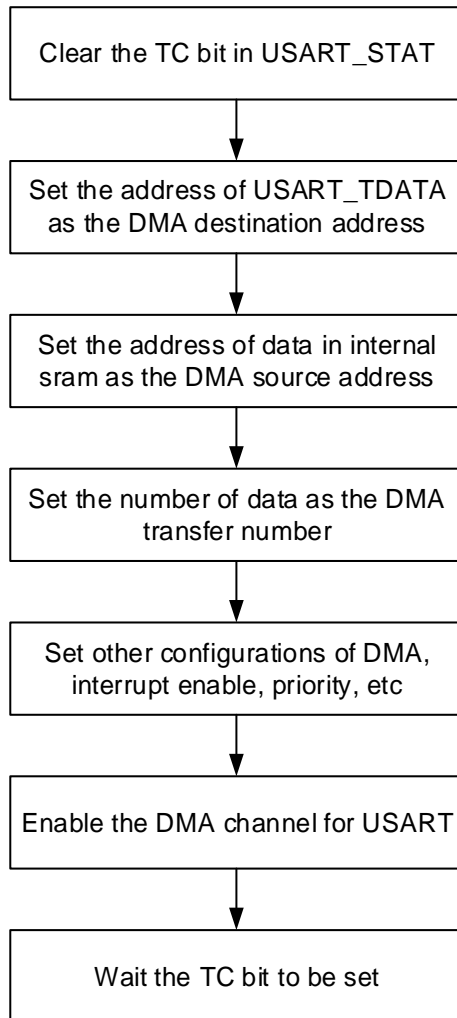 Clear the TC bit in USART_STAT
Set the address of USART_TDATA
as the DMA destination address
Set the address of data in internal
sram as the DMA source address
Set the number of data as the DMA
transfer number
Set other configurations of DMA,
interrupt enable, priority, etc
Enable the DMA channel for USART
Wait the TC bit to be set